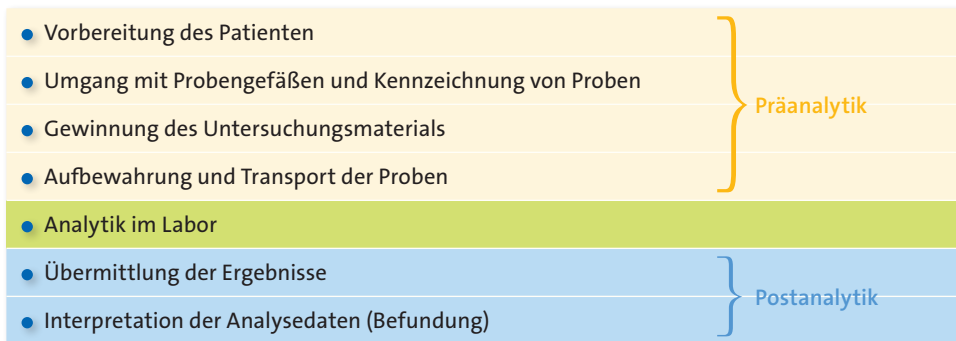 Vorbereitung des Patienten
Umgang mit Probengefäßen und Kennzeichnung von Proben
Präanalytik
Gewinnung des Untersuchungsmaterials
Aufbewahrung und Transport der Proben
Analytik im Labor
Übermittlung der Ergebnisse
Postanalytik
Interpretation der Analysedaten (Befundung)